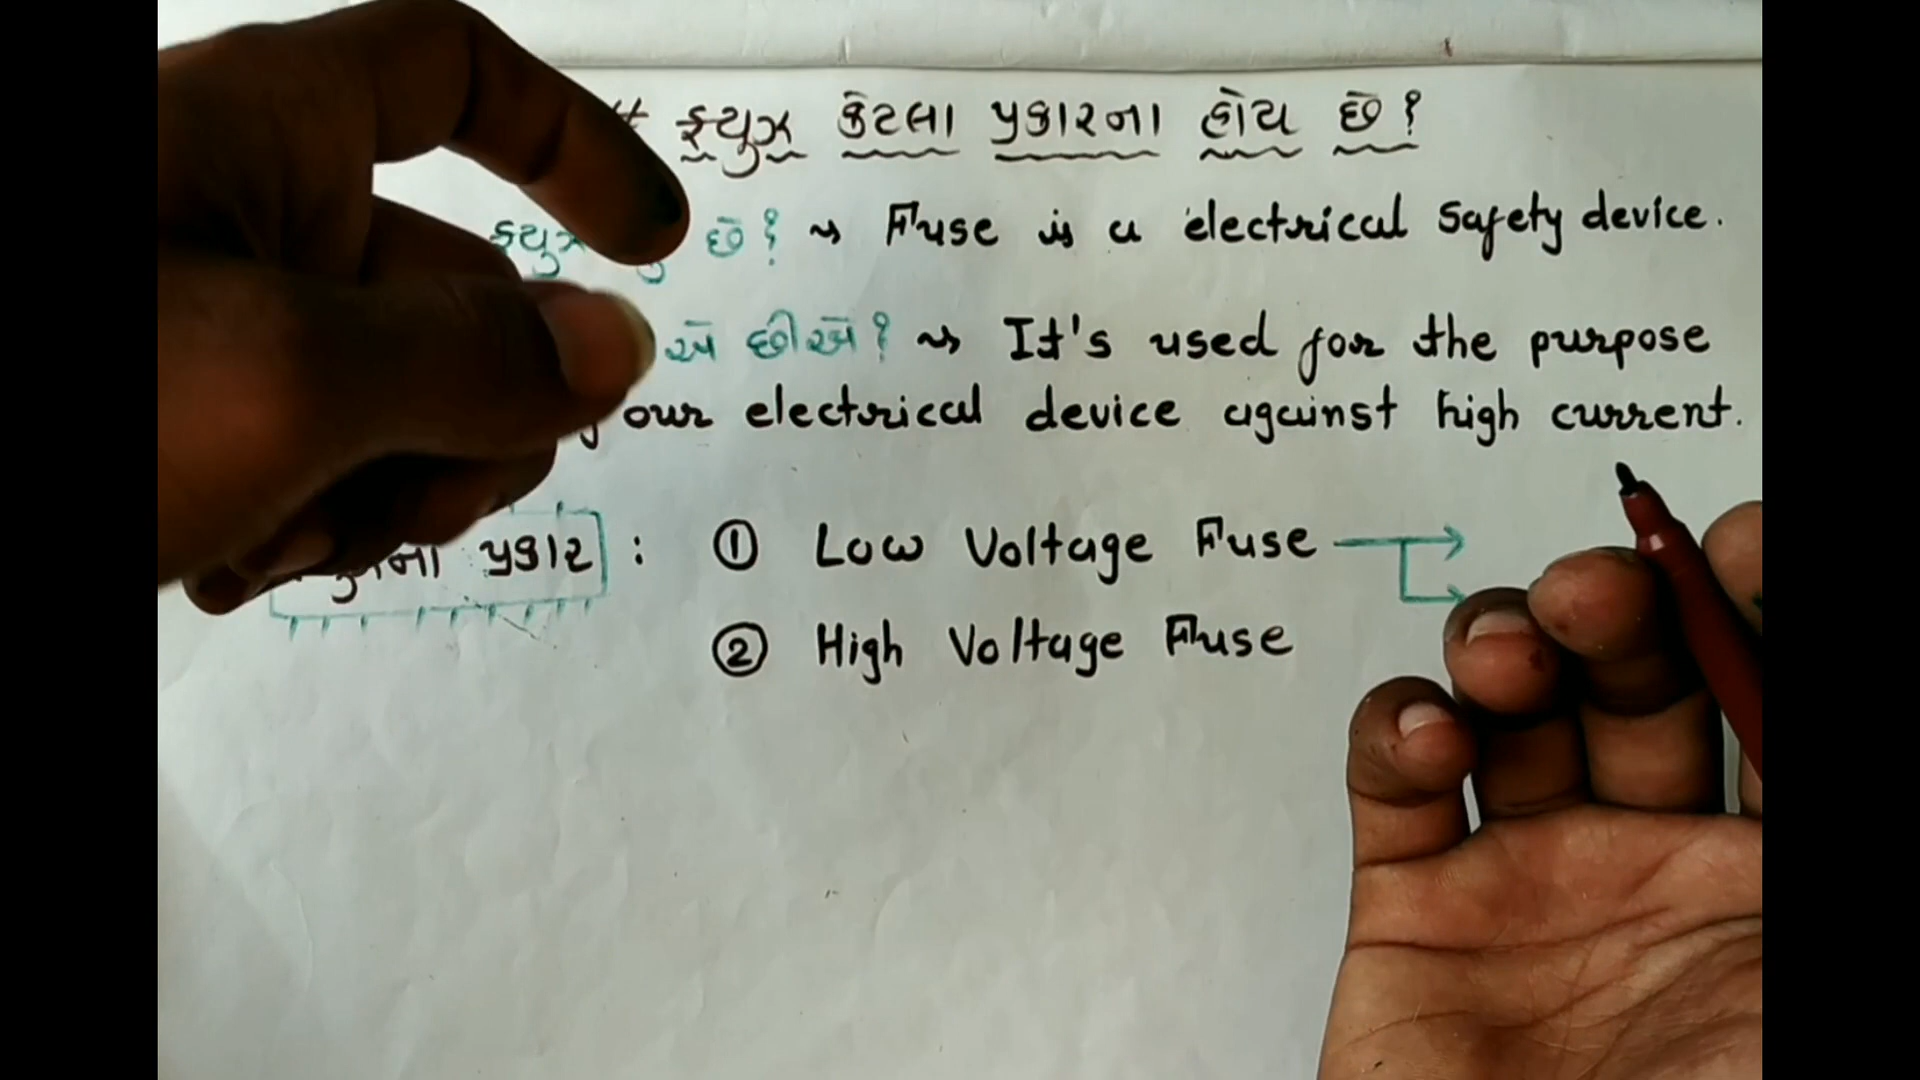 # ફ્યુઝ કેટલા પ્રકારના હોય છે?
ફ્યુઝ છે? ⇝ Fuse is a electrical Safety device.
એ છીએ? ⇝ It's used for the purpose
our electrical device against high current.
પ્રકાર : ① Low Voltage Fuse
② High Voltage Fuse